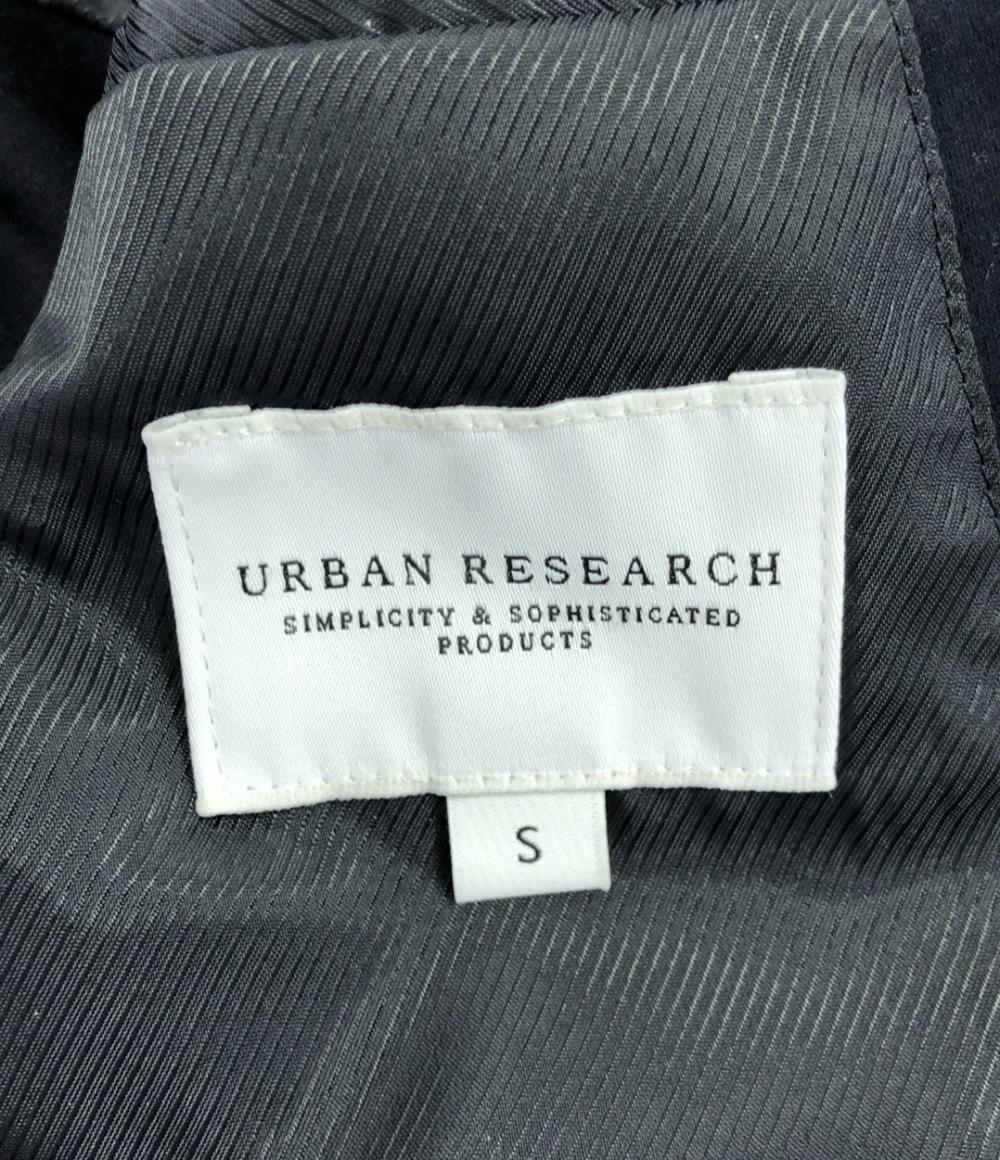 URBAN RESEARCH
SIMPLICITY & SOPHISTICATED
PRODUCTS
S